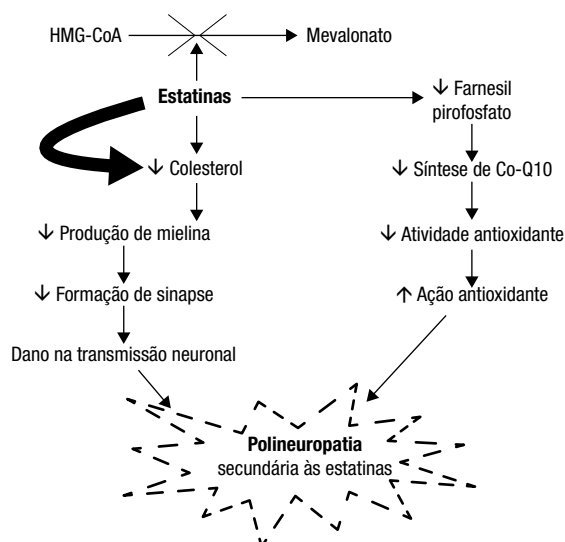 HMG-CoA Mevalonato
Estatinas
↓ Farnesil
pirofosfato
↓ Colesterol
↓ Síntese de Co-Q10
↓ Produção de mielina
↓ Atividade antioxidante
↓ Formação de sinapse
↑ Ação antioxidante
Dano na transmissão neuronal
Polineuropatia
secundária às estatinas